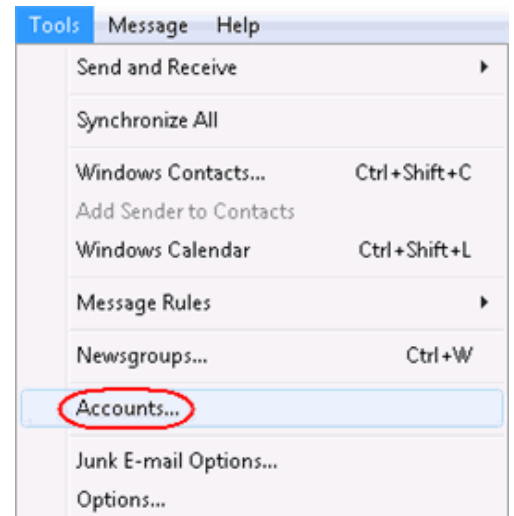 Tools Message Help
Send and Receive
Synchronize All
Windows Contacts... Ctrl+Shift+C
Add Sender to Contacts
Windows Calendar Ctrl+Shift+L
Message Rules
Newsgroups... Ctrl+W
Accounts...
Junk E-mail Options...
Options...